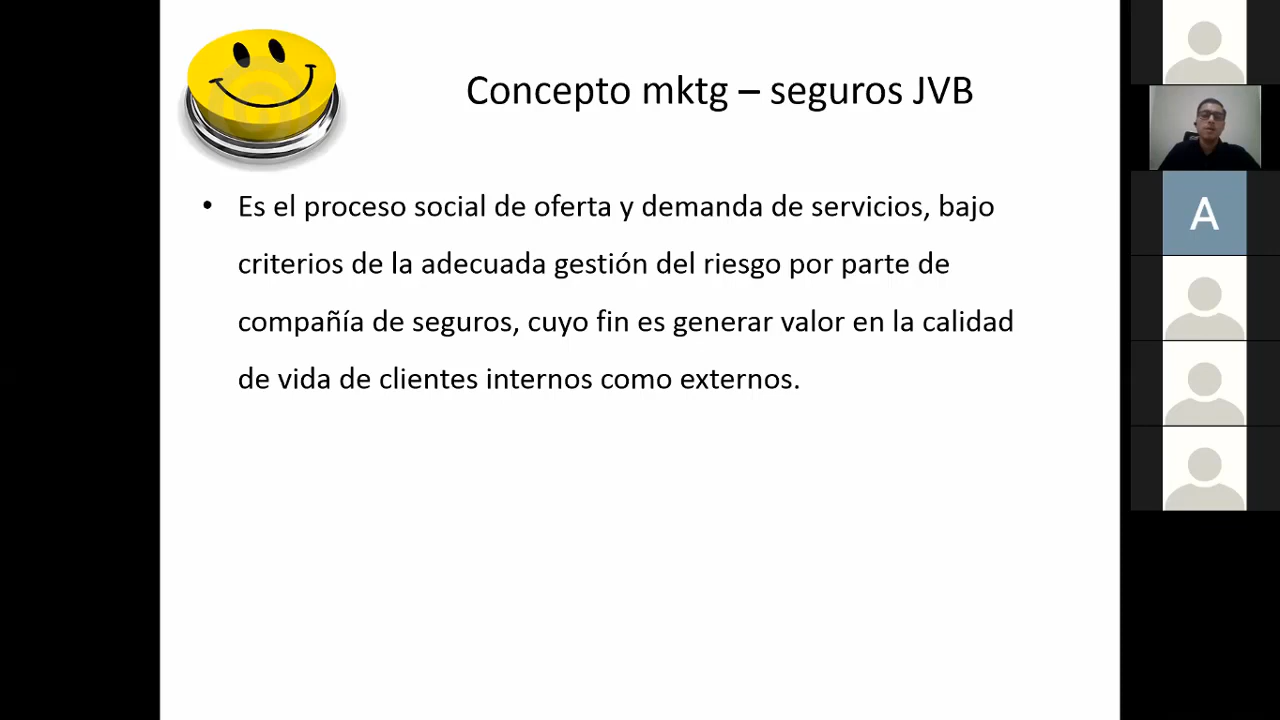 Concepto mktg – seguros JVB
• Es el proceso social de oferta y demanda de servicios, bajo
criterios de la adecuada gestión del riesgo por parte de
compañía de seguros, cuyo fin es generar valor en la calidad
de vida de clientes internos como externos.
A